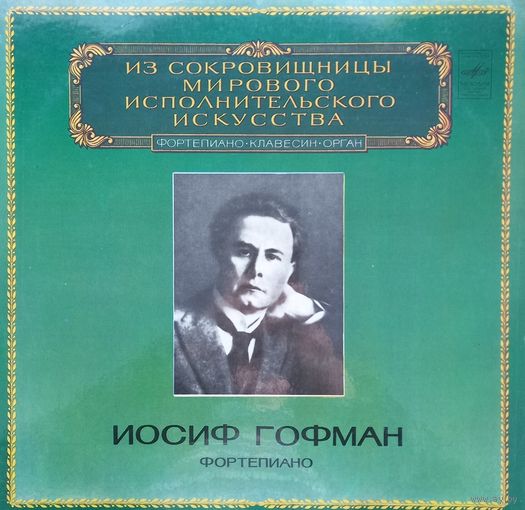 ИЗ СОКРОВИЩНИЦЫ
МИРОВОГО
ИСПОЛНИТЕЛЬСКОГО
ИСКУССТВА
ФОРТЕПИАНО·КЛАВЕСИН·ОРГАН
ИОСИФ ГОФМАН
ФОРТЕПИАНО